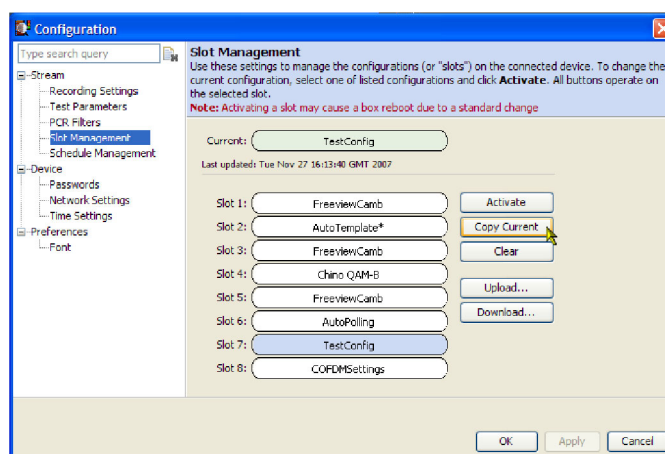 Configuration
Type search query
Stream
Recording Settings
Test Parameters
PCR Filters
Slot Management
Schedule Management
Device
Passwords
Network Settings
Time Settings
Preferences
Font
Slot Management
Use these settings to manage the configurations (or "slots") on the connected device. To change the
current configuration, select one of listed configurations and click Activate. All buttons operate on
the selected slot.
Note: Activating a slot may cause a box reboot due to a standard change
Current: TestConfig
Last updated: Tue Nov 27 16:13:40 GMT 2007
Slot 1: FreeviewCamb
Slot 2: AutoTemplate*
Slot 3: FreeviewCamb
Slot 4: Chino QAM-B
Slot 5: FreeviewCamb
Slot 6: AutoPolling
Slot 7: TestConfig
Slot 8: COFDMSettings
Activate
Copy Current
Clear
Upload...
Download...
OK Apply Cancel